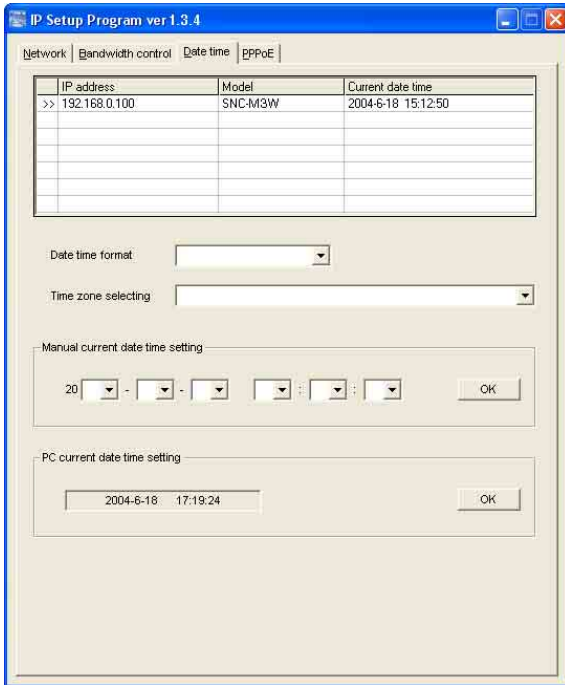 IP Setup Program ver1.3.4
Network Bandwidth control Date time PPPoE
IP address Model Current date time
>> 192.168.0.100 SNC-M3W 2004-6-18 15:12:50
Date time format
Time zone selecting
Manual current date time setting
20 - - : : OK
PC current date time setting
2004-6-18 17:19:24 OK